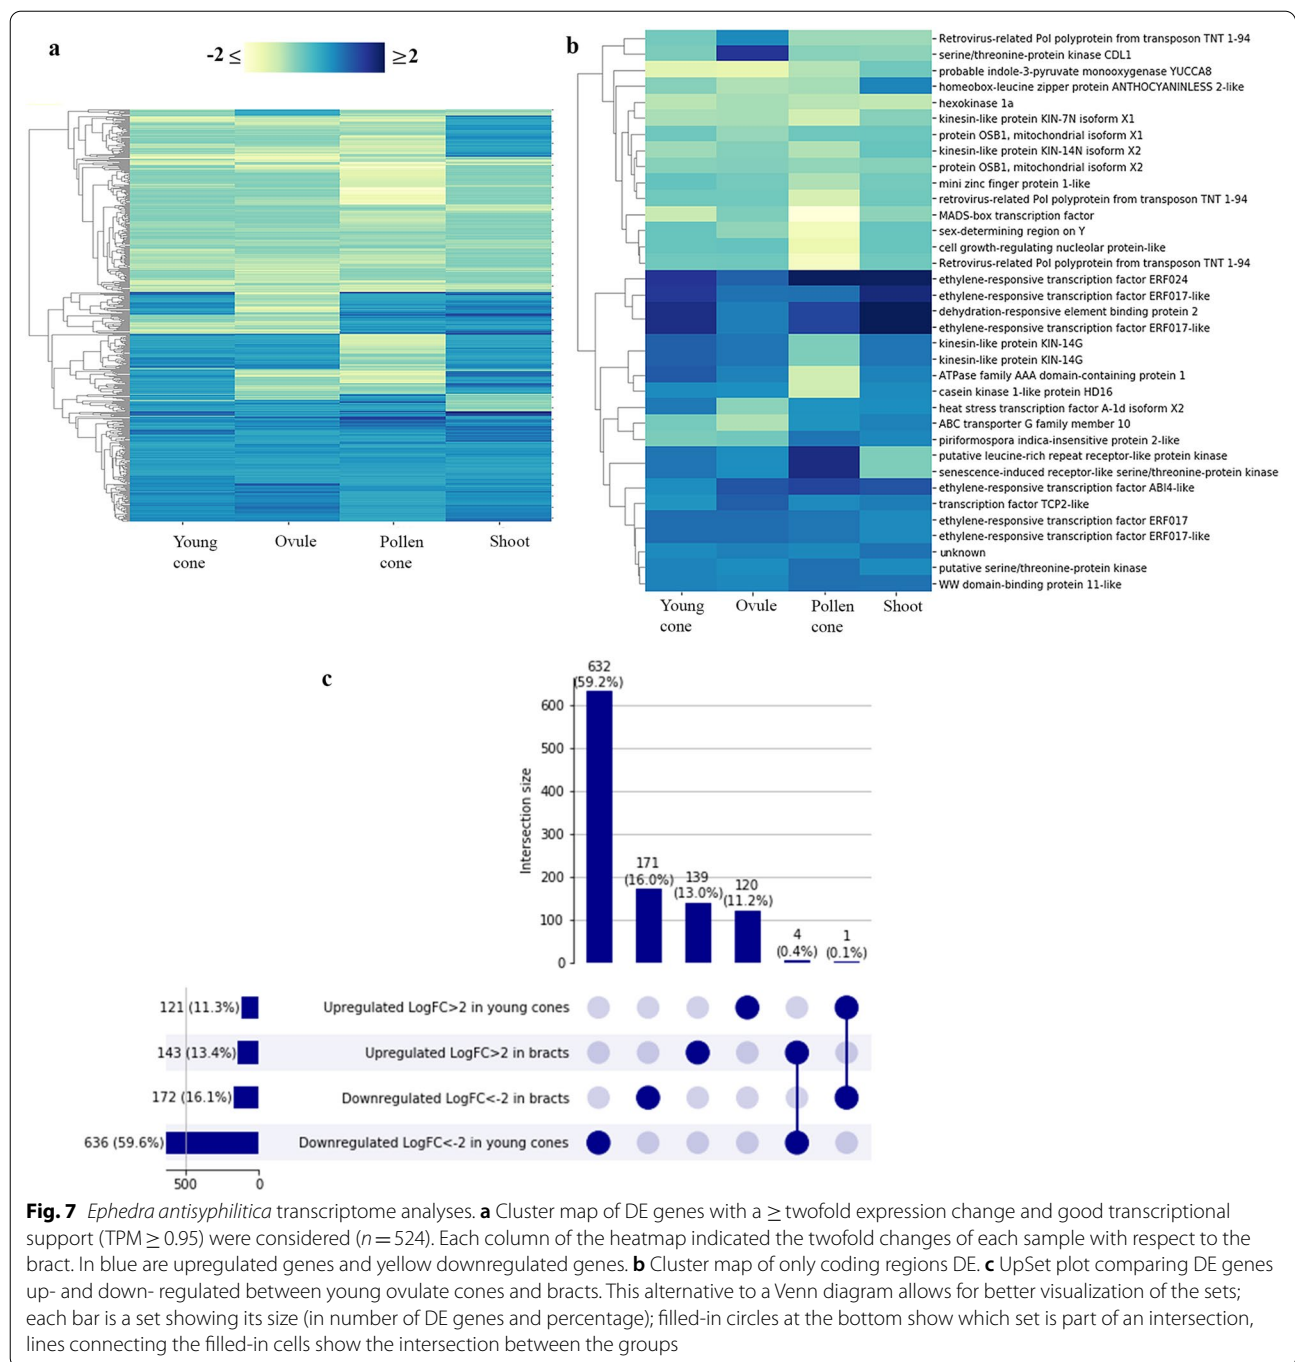 a
-2 ≤
≥2
Young cone
Ovule
Pollen cone
Shoot
b
Retrovirus-related Pol polyprotein from transposon TNT 1-94
serine/threonine-protein kinase CDL1
probable indole-3-pyruvate monooxygenase YUCCA8
homeobox-leucine zipper protein ANTHOCYANINLESS 2-like
hexokinase 1a
kinesin-like protein KIN-7N isoform X1
protein OSB1, mitochondrial isoform X1
kinesin-like protein KIN-14N isoform X2
protein OSB1, mitochondrial isoform X2
mini zinc finger protein 1-like
retrovirus-related Pol polyprotein from transposon TNT 1-94
MADS-box transcription factor
sex-determining region on Y
cell growth-regulating nucleolar protein-like
Retrovirus-related Pol polyprotein from transposon TNT 1-94
ethylene-responsive transcription factor ERF024
ethylene-responsive transcription factor ERF017-like
dehydration-responsive element binding protein 2
ethylene-responsive transcription factor ERF017-like
kinesin-like protein KIN-14G
kinesin-like protein KIN-14G
ATPase family AAA domain-containing protein 1
casein kinase 1-like protein HD16
heat stress transcription factor A-1d isoform X2
ABC transporter G family member 10
piriformospora indica-insensitive protein 2-like
putative leucine-rich repeat receptor-like protein kinase
senescence-induced receptor-like serine/threonine-protein kinase
ethylene-responsive transcription factor ABI4-like
transcription factor TCP2-like
ethylene-responsive transcription factor ERF017
ethylene-responsive transcription factor ERF017-like
unknown
putative serine/threonine-protein kinase
WW domain-binding protein 11-like
Young cone
Ovule
Pollen cone
Shoot
c
Intersection size
600
500
400
300
200
100
0
632
(59.2%)
171
(16.0%)
139
(13.0%)
120
(11.2%)
4
(0.4%)
1
(0.1%)
121 (11.3%)
Upregulated LogFC>2 in young cones
143 (13.4%)
Upregulated LogFC>2 in bracts
172 (16.1%)
Downregulated LogFC<-2 in bracts
636 (59.6%)
Downregulated LogFC<-2 in young cones
500
0
Fig. 7 Ephedra antisyphilitica transcriptome analyses. a Cluster map of DE genes with a ≥ twofold expression change and good transcriptional
support (TPM ≥ 0.95) were considered (n = 524). Each column of the heatmap indicated the twofold changes of each sample with respect to the
bract. In blue are upregulated genes and yellow downregulated genes. b Cluster map of only coding regions DE. c UpSet plot comparing DE genes
up- and down- regulated between young ovulate cones and bracts. This alternative to a Venn diagram allows for better visualization of the sets;
each bar is a set showing its size (in number of DE genes and percentage); filled-in circles at the bottom show which set is part of an intersection,
lines connecting the filled-in cells show the intersection between the groups